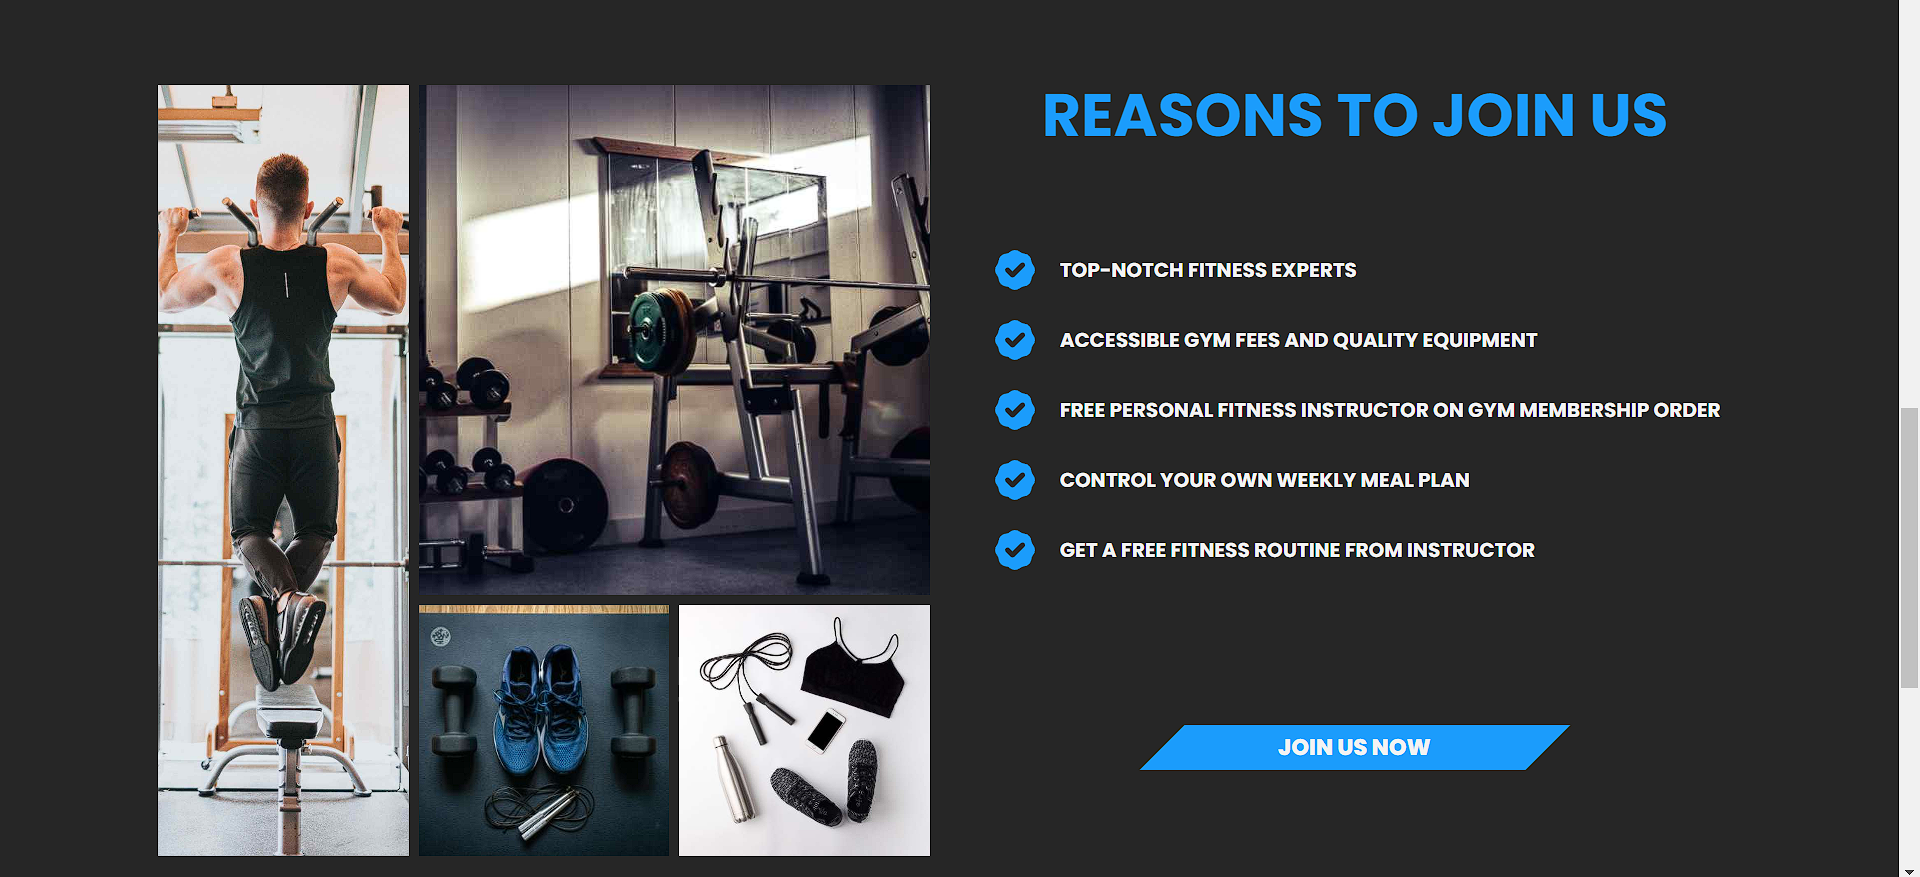 REASONS TO JOIN US
TOP-NOTCH FITNESS EXPERTS
ACCESSIBLE GYM FEES AND QUALITY EQUIPMENT
FREE PERSONAL FITNESS INSTRUCTOR ON GYM MEMBERSHIP ORDER
CONTROL YOUR OWN WEEKLY MEAL PLAN
GET A FREE FITNESS ROUTINE FROM INSTRUCTOR
JOIN US NOW